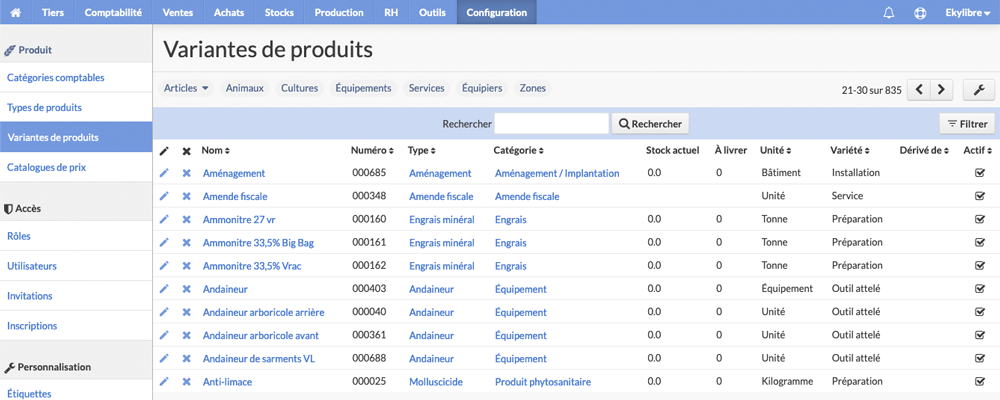 Tiers Comptabilité Ventes Achats Stocks Production RH Outils Configuration Ekylibre
Produit
Catégories comptables
Types de produits
Variantes de produits
Catalogues de prix
Accès
Rôles
Utilisateurs
Invitations
Inscriptions
Personnalisation
Étiquettes
Variantes de produits
Articles Animaux Cultures Équipements Services Équipiers Zones 21-30 sur 835
Rechercher Rechercher Filtrer
Nom Numéro Type Catégorie Stock actuel À livrer Unité Variété Dérivé de Actif
Aménagement 000685 Aménagement Aménagement / Implantation 0.0 0 Bâtiment Installation
Amende fiscale 000348 Amende fiscale Amende fiscale Unité Service
Ammonitre 27 vr 000160 Engrais minéral Engrais 0.0 0 Tonne Préparation
Ammonitre 33,5% Big Bag 000161 Engrais minéral Engrais 0.0 0 Tonne Préparation
Ammonitre 33,5% Vrac 000162 Engrais minéral Engrais 0.0 0 Tonne Préparation
Andaineur 000403 Andaineur Équipement 0.0 0 Équipement Outil attelé
Andaineur arboricole arrière 000040 Andaineur Équipement 0.0 0 Unité Outil attelé
Andaineur arboricole avant 000361 Andaineur Équipement 0.0 0 Unité Outil attelé
Andaineur de sarments VL 000688 Andaineur Équipement 0.0 0 Unité Outil attelé
Anti-limace 000025 Molluscicide Produit phytosanitaire 0.0 0 Kilogramme Préparation